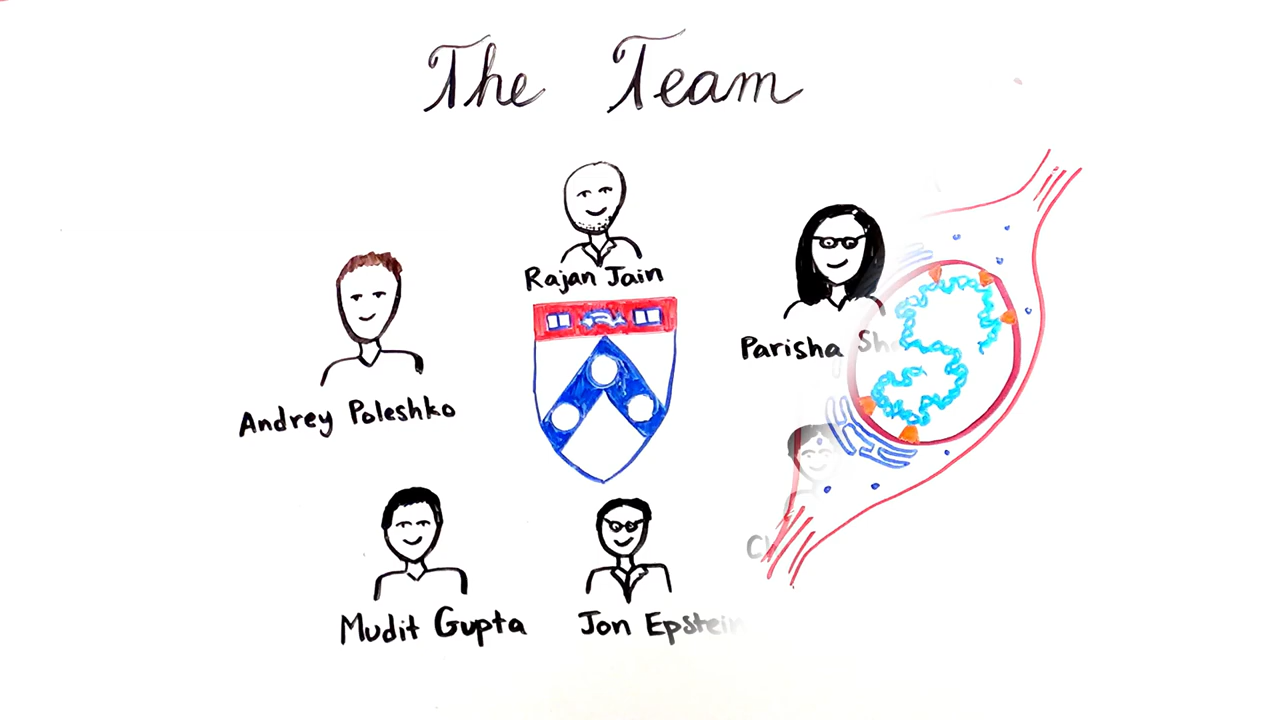 The Team
Rajan Jain
Parisha
Andrey Poleshko
Mudit Gupta
Jon Epstein